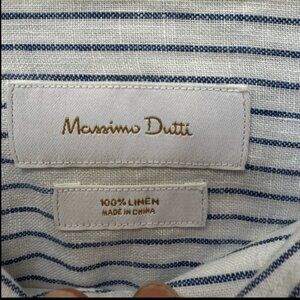 Massimo Dutti
100% LINEN
MADE IN CHINA